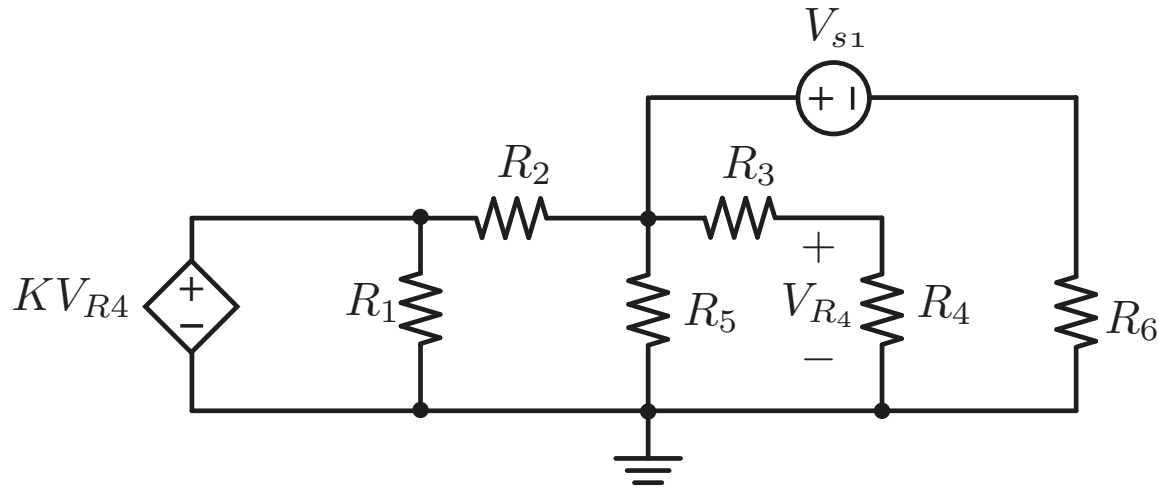 V_{s1}
R_2
R_3
+ −
KV_{R4}
+
−
R_1
R_5
+
V_{R_4}
−
R_4
R_6